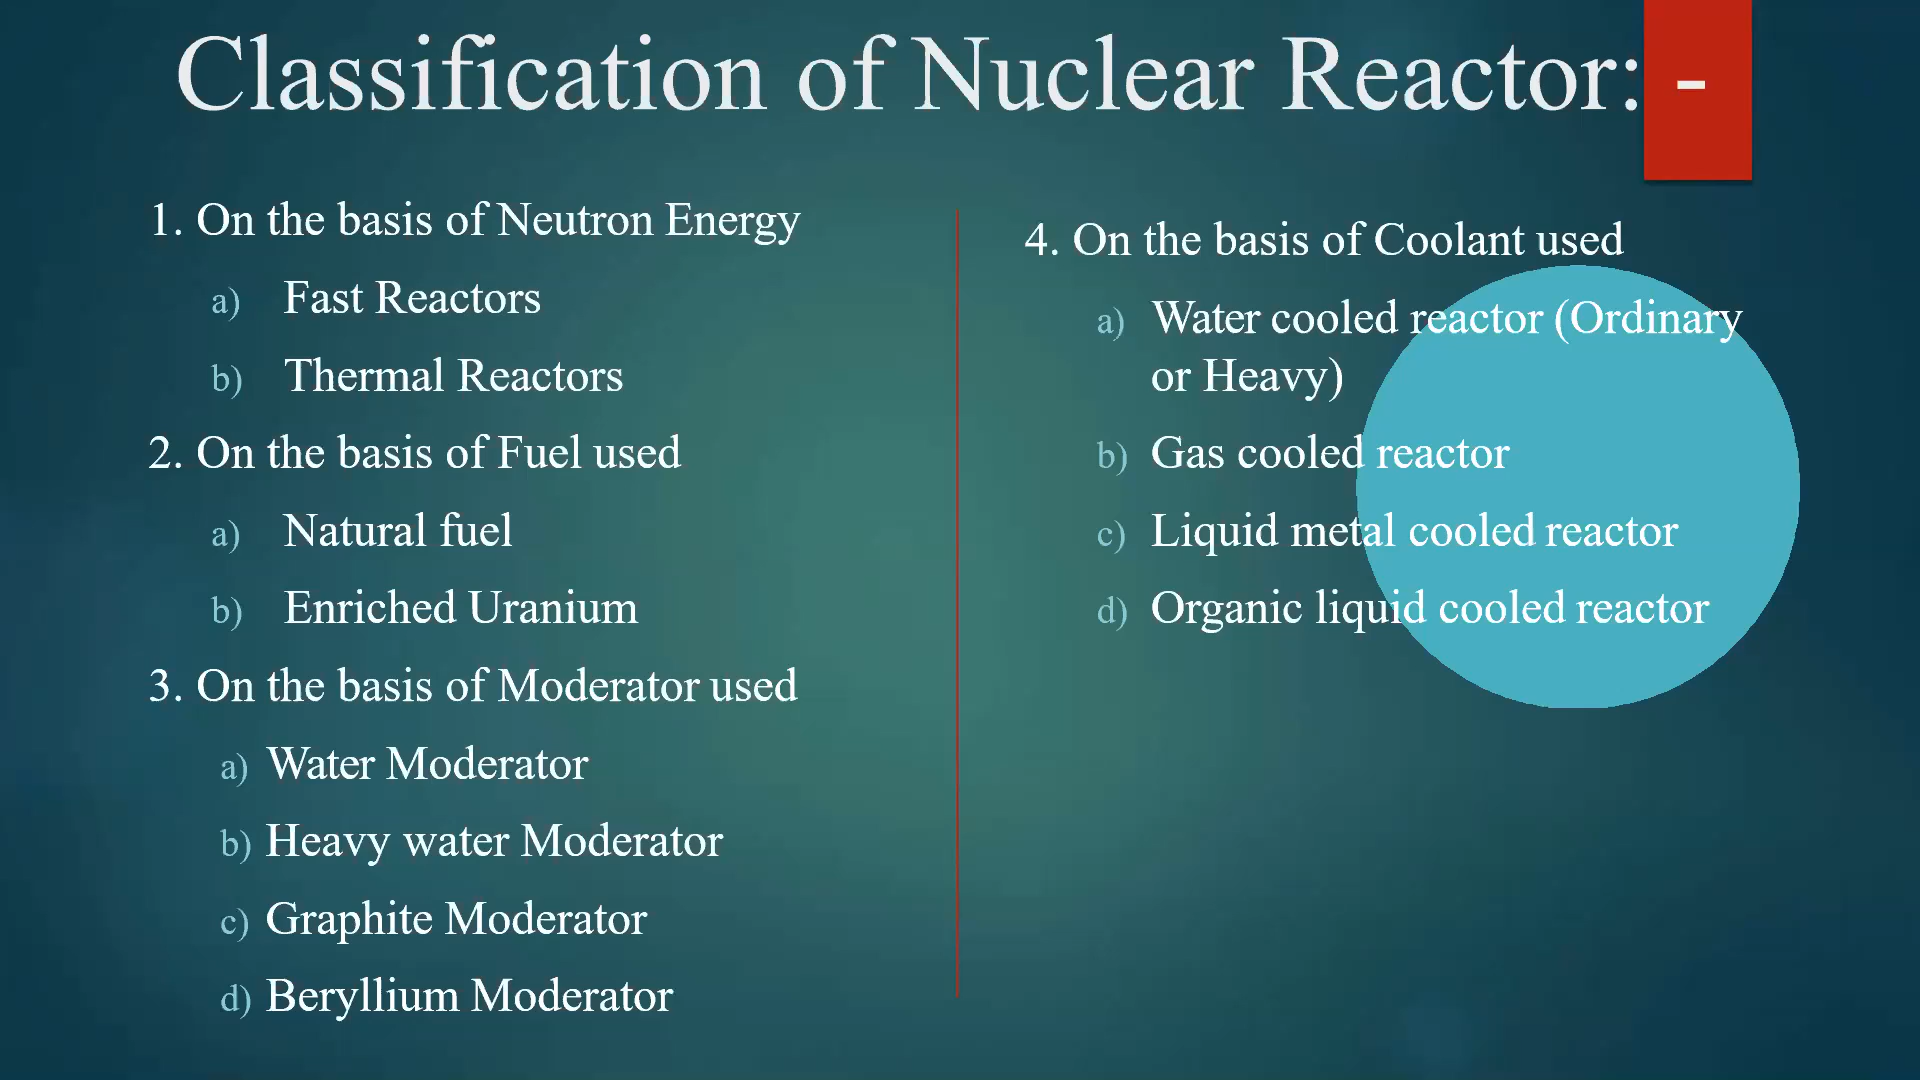 Classification of Nuclear Reactor: -
1. On the basis of Neutron Energy
a) Fast Reactors
b) Thermal Reactors
2. On the basis of Fuel used
a) Natural fuel
b) Enriched Uranium
3. On the basis of Moderator used
a) Water Moderator
b) Heavy water Moderator
c) Graphite Moderator
d) Beryllium Moderator
4. On the basis of Coolant used
a) Water cooled reactor (Ordinary
or Heavy)
b) Gas cooled reactor
c) Liquid metal cooled reactor
d) Organic liquid cooled reactor